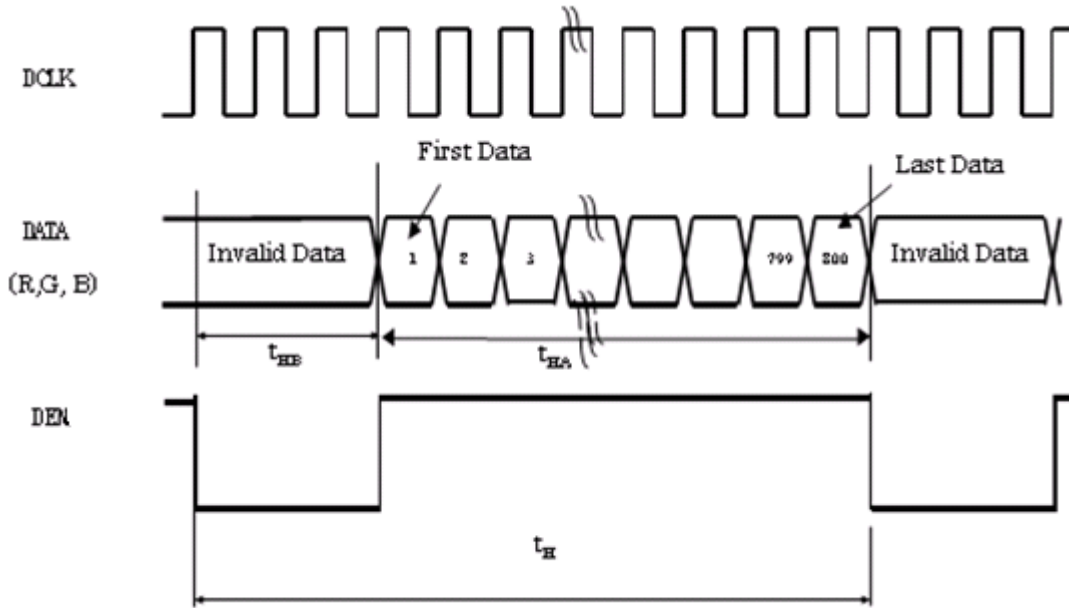 DCLK
First Data
Last Data
DATA
(R,G, B)
Invalid Data
1
2
3
799
800
Invalid Data
tHB
tHA
DEN
tH